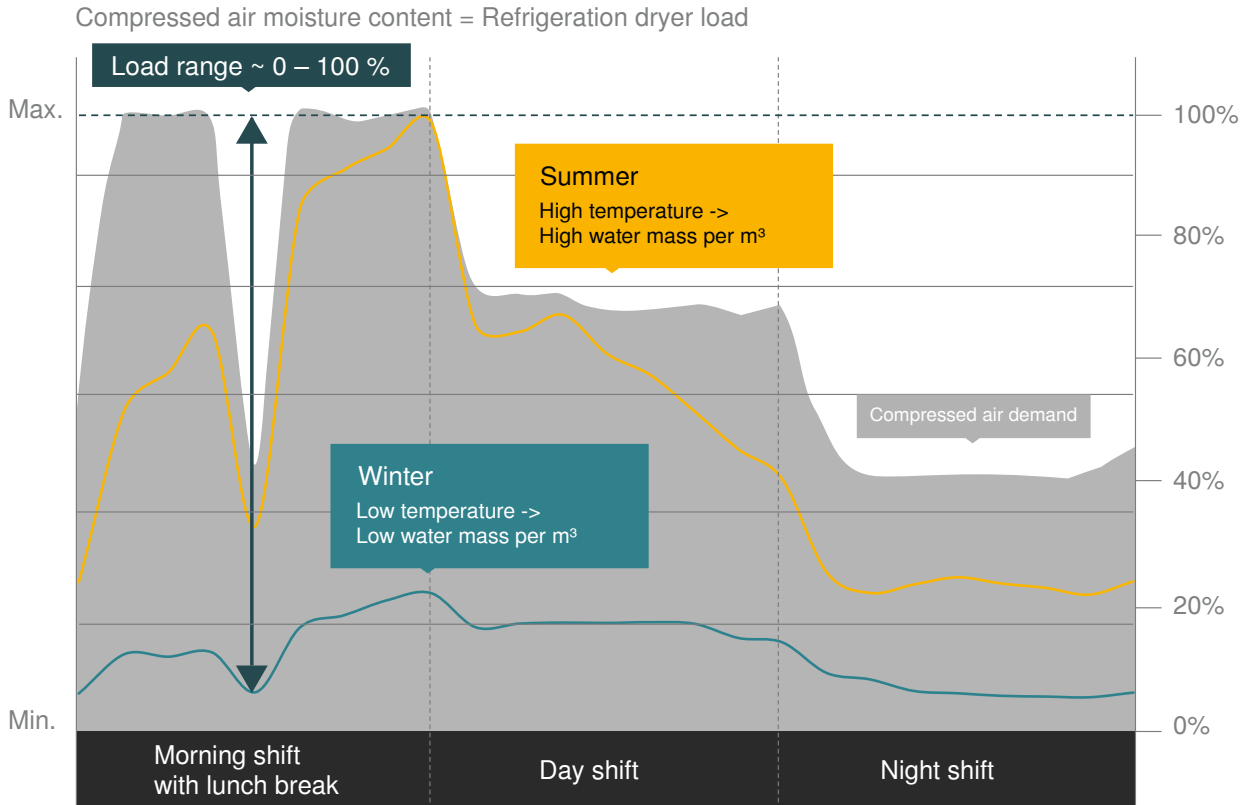 Compressed air moisture content = Refrigeration dryer load
Load range ~ 0 – 100 %
Max.
100%
Summer
High temperature ->
High water mass per m³
80%
60%
Compressed air demand
Winter
Low temperature ->
Low water mass per m³
40%
20%
Min.
0%
Morning shift
with lunch break
Day shift
Night shift